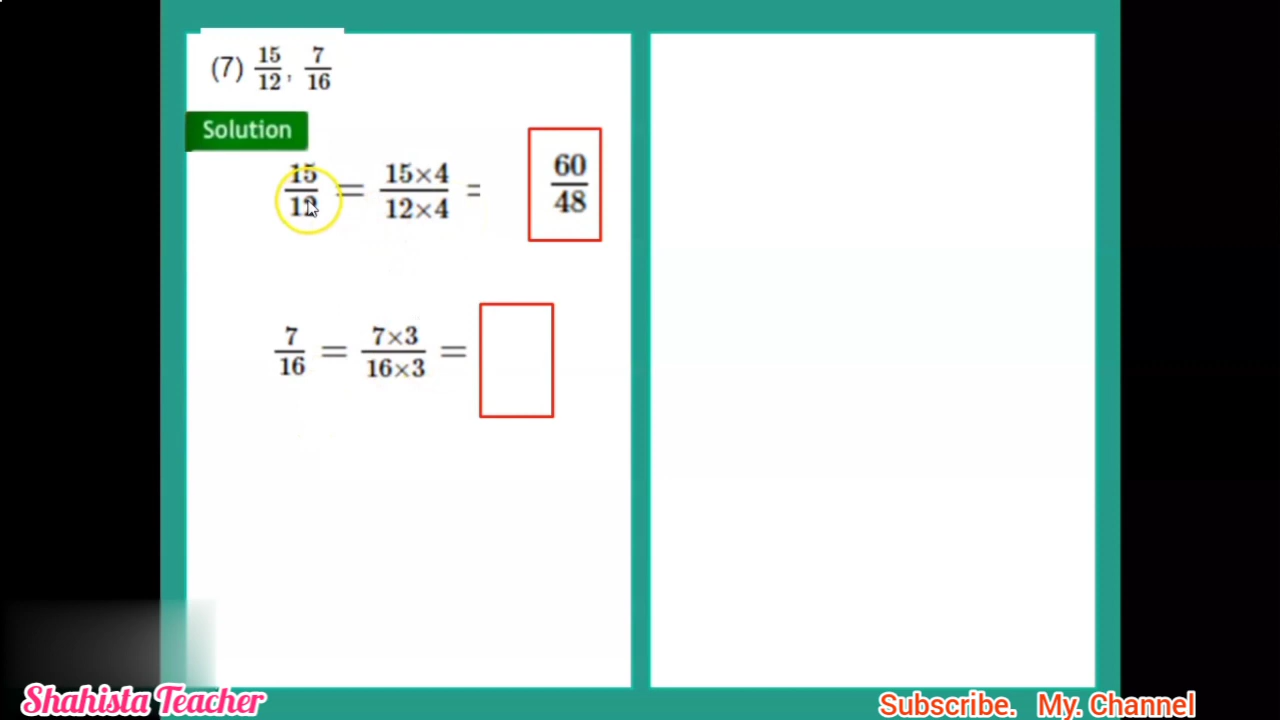 (7) 15/12, 7/16
Solution
15/12 = 15×4/12×4 = 60/48
7/16 = 7×3/16×3 =
Shahista Teacher
Subscribe. My. Channel